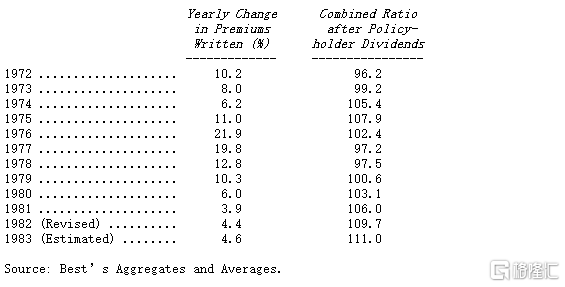 Yearly Change Combined Ratio
in Premiums after Policy-
Written (%) holder Dividends
------------- ----------------
1972 .................... 10.2 96.2
1973 .................... 8.0 99.2
1974 .................... 6.2 105.4
1975 .................... 11.0 107.9
1976 .................... 21.9 102.4
1977 .................... 19.8 97.2
1978 .................... 12.8 97.5
1979 .................... 10.3 100.6
1980 .................... 6.0 103.1
1981 .................... 3.9 106.0
1982 (Revised) .......... 4.4 109.7
1983 (Estimated) ........ 4.6 111.0
Source: Best’s Aggregates and Averages.
格隆汇